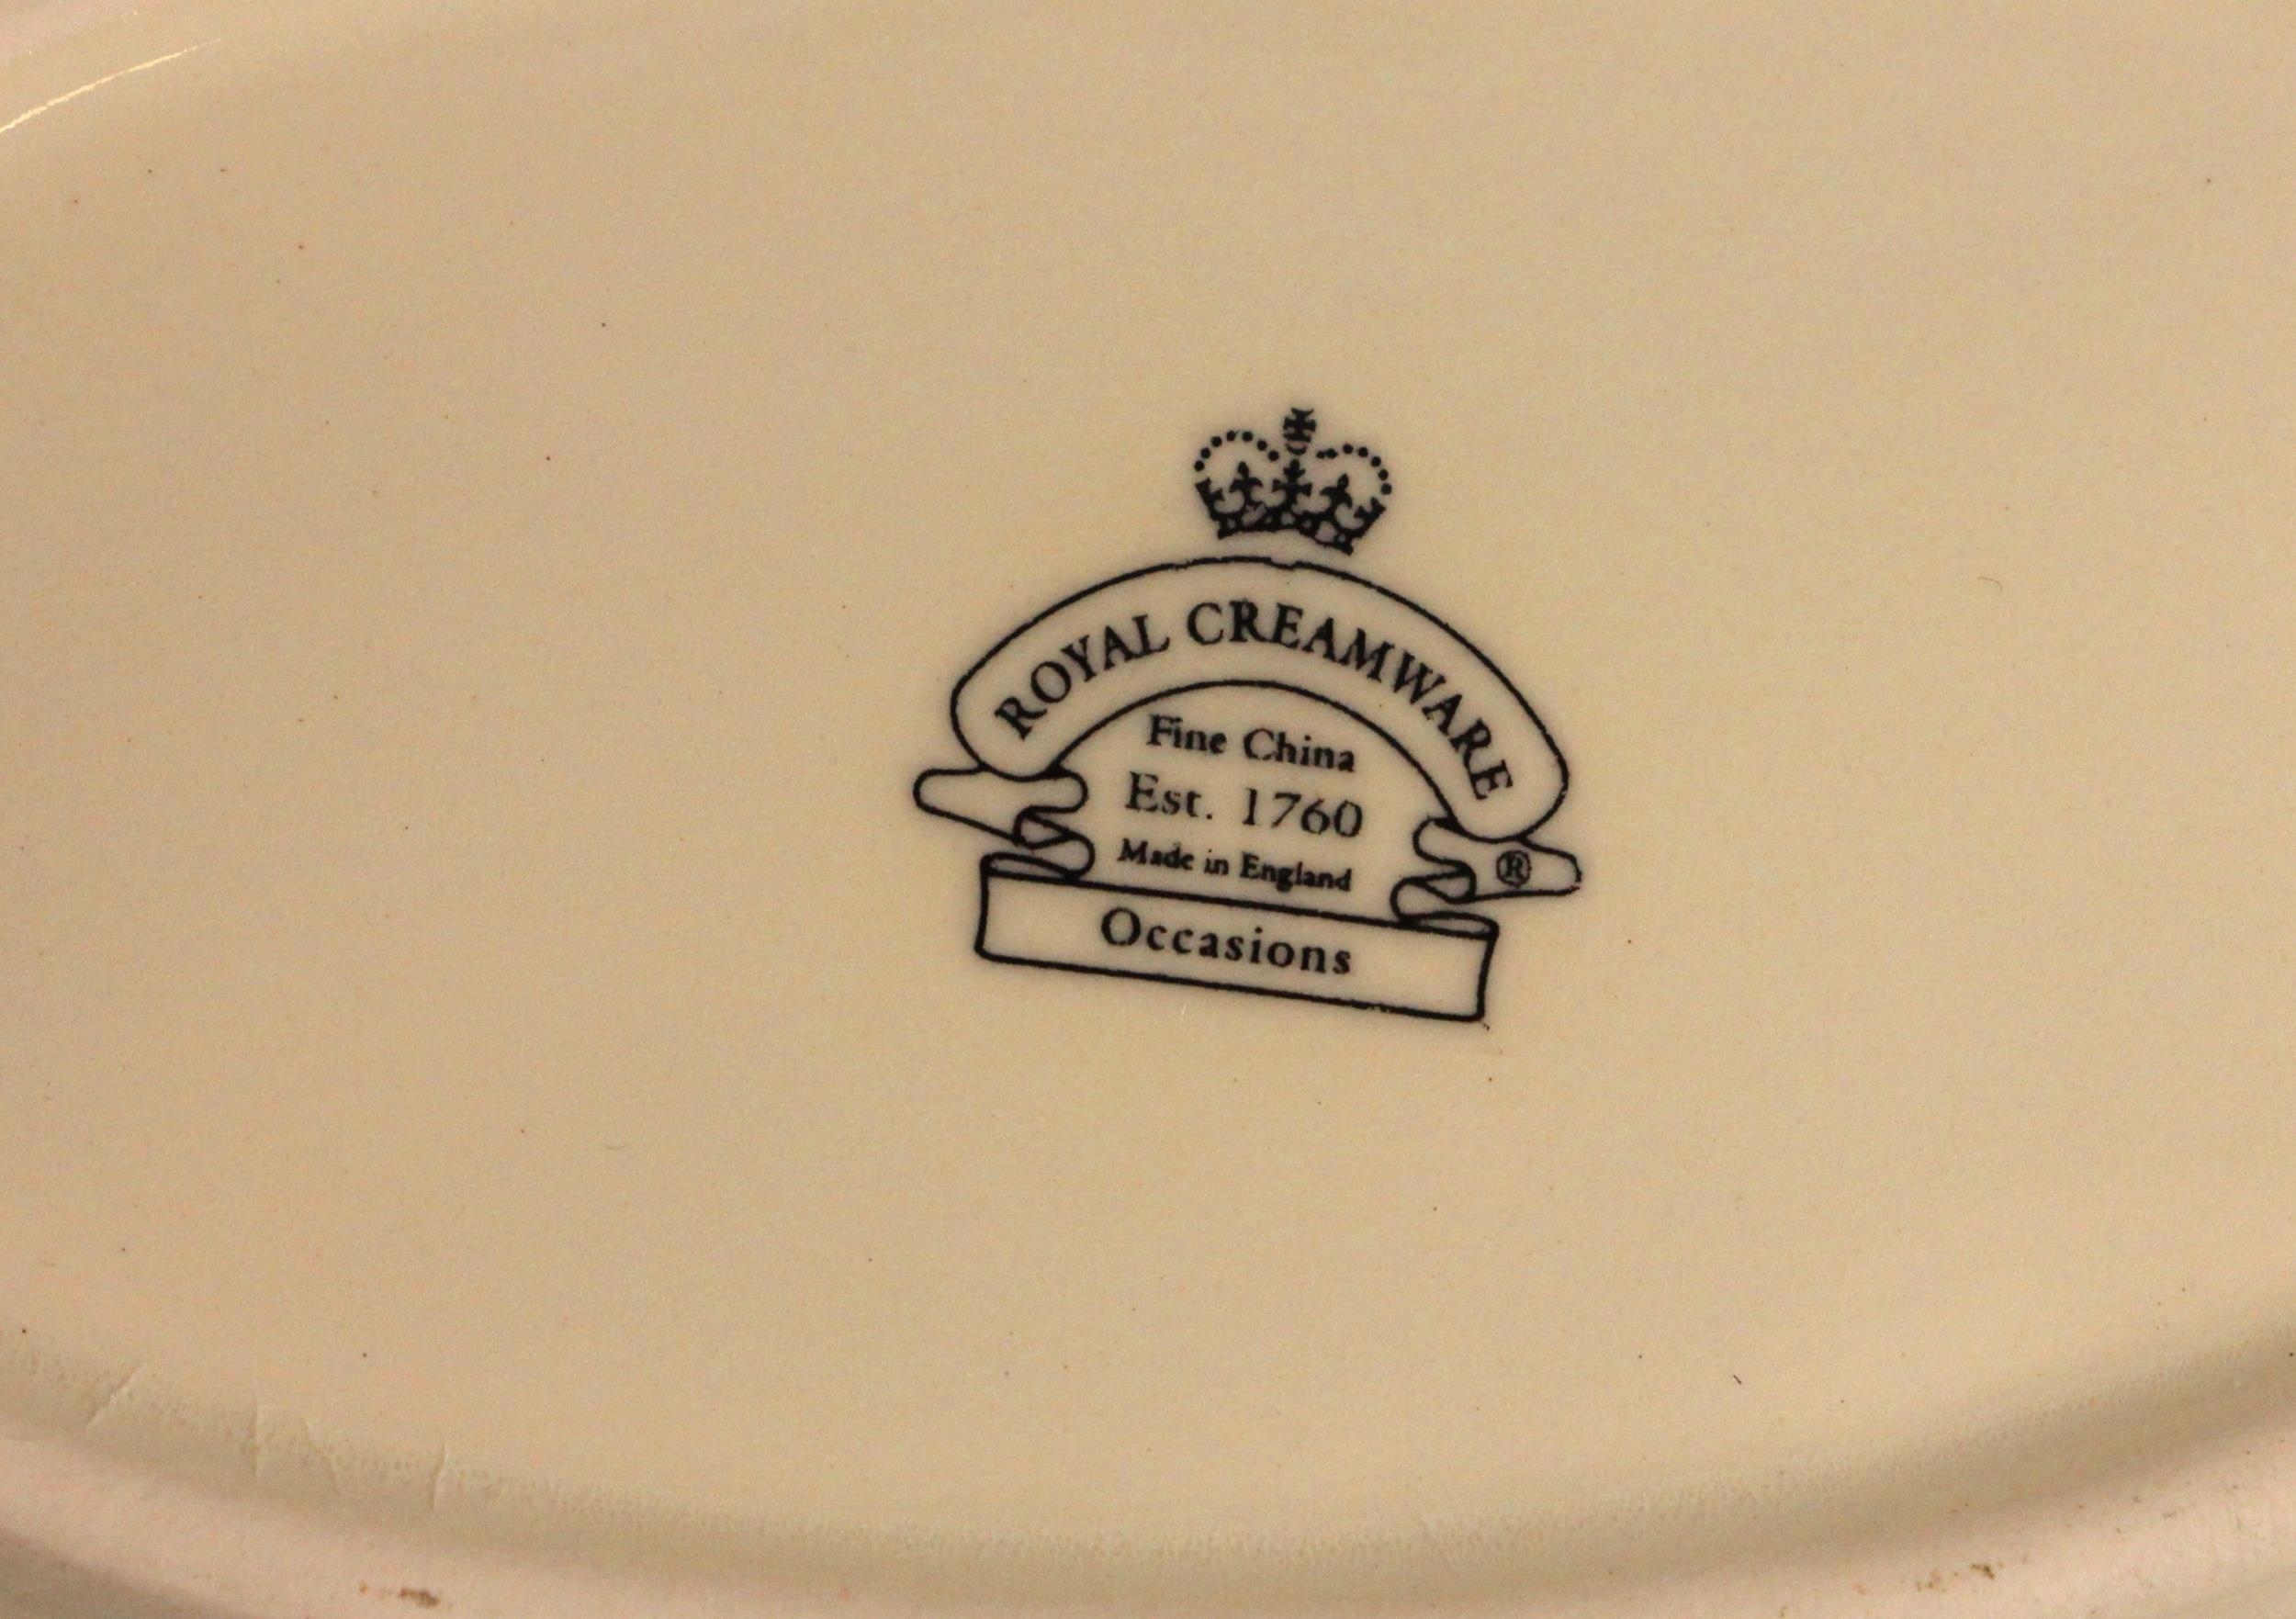 ROYAL CREAMWARE
Fine China
Est. 1760
Made in England
®
Occasions